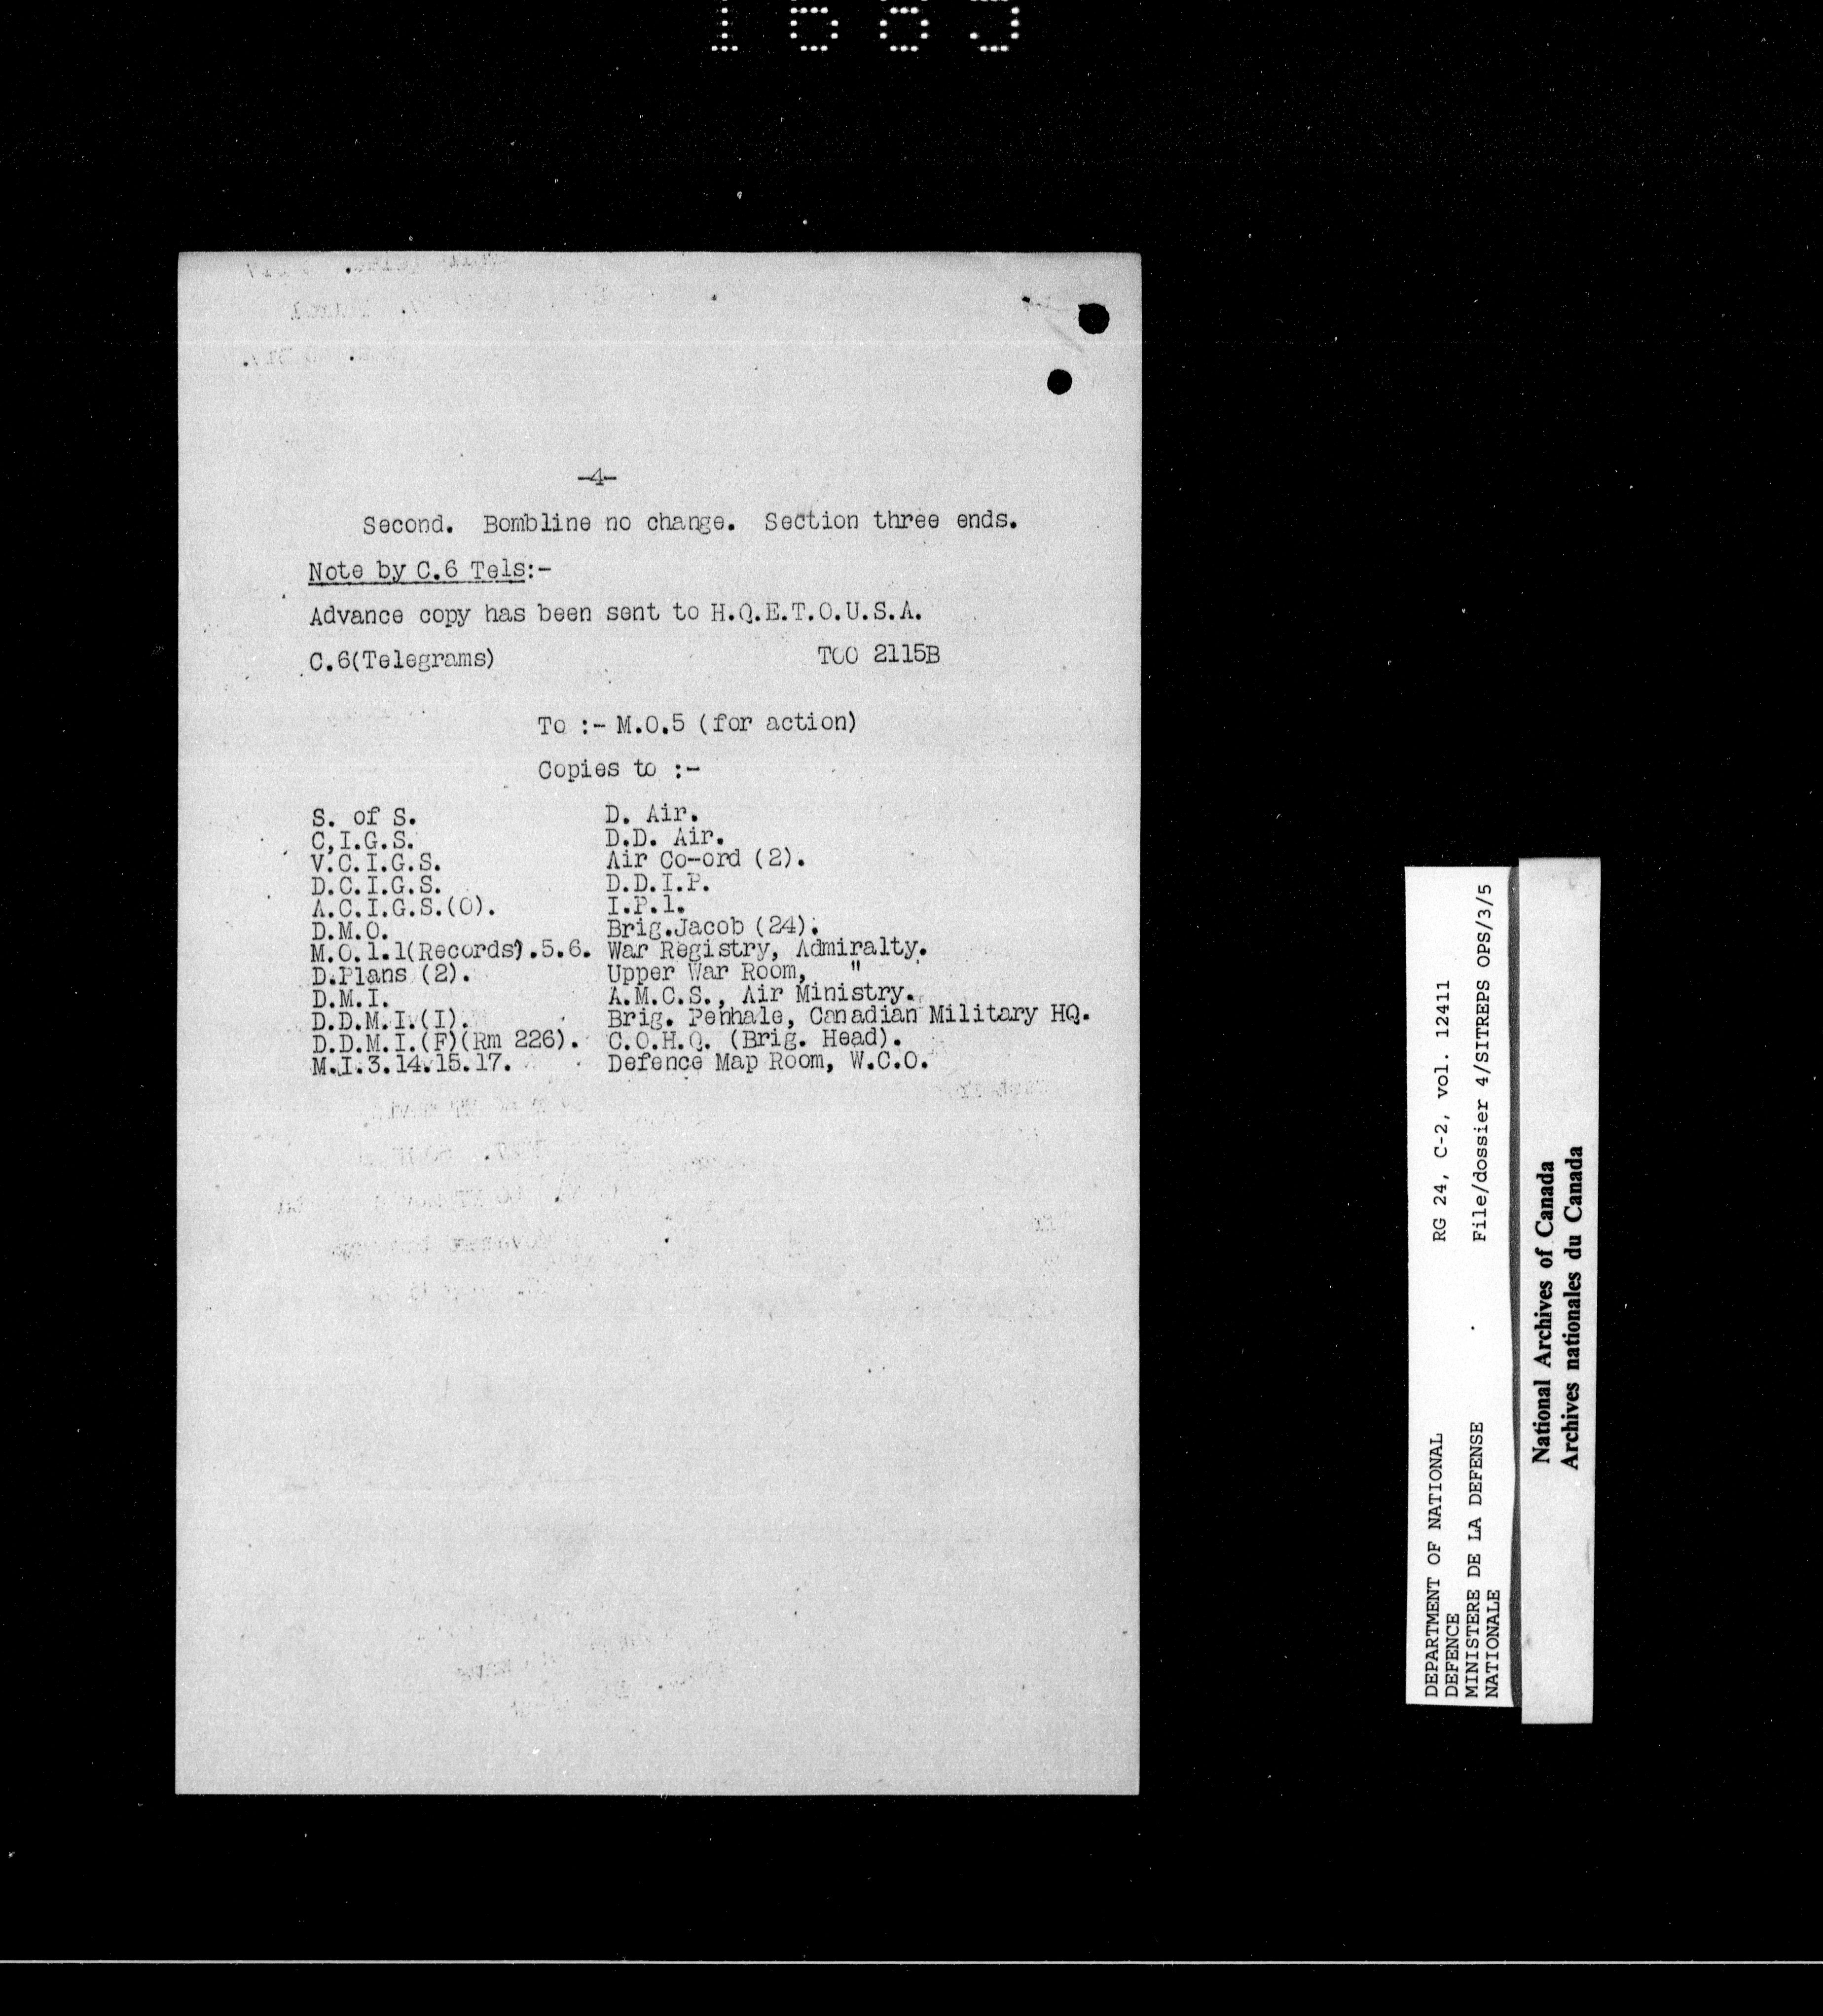 -4-
Second. Bombline no change. Section three ends.
Note by C.6 Tels:-
Advance copy has been sent to H.Q.E.T.O.U.S.A.
C.6(Telegrams) TOO 2115B
To :- M.O.5 (for action)
Copies to :-
S. of S. D. Air.
C,I.G.S. D.D. Air.
V.C.I.G.S. Air Co-ord (2).
D.C.I.G.S. D.D.I.P.
A.C.I.G.S.(O). I.P.1.
D.M.O. Brig.Jacob (24).
M.O.1.1(Records).5.6. War Registry, Admiralty.
D.Plans (2). Upper War Room, "
D.M.I. A.M.C.S., Air Ministry.
D.D.M.I.(I). Brig. Penhale, Canadian Military HQ.
D.D.M.I.(F)(Rm 226). C.O.H.Q. (Brig. Head).
M.I.3.14.15.17. Defence Map Room, W.C.O.
DEPARTMENT OF NATIONAL DEFENCE RG 24, C-2, vol. 12411
MINISTERE DE LA DEFENSE NATIONALE File/dossier 4/SITREPS OPS/3/5
National Archives of Canada
Archives nationales du Canada